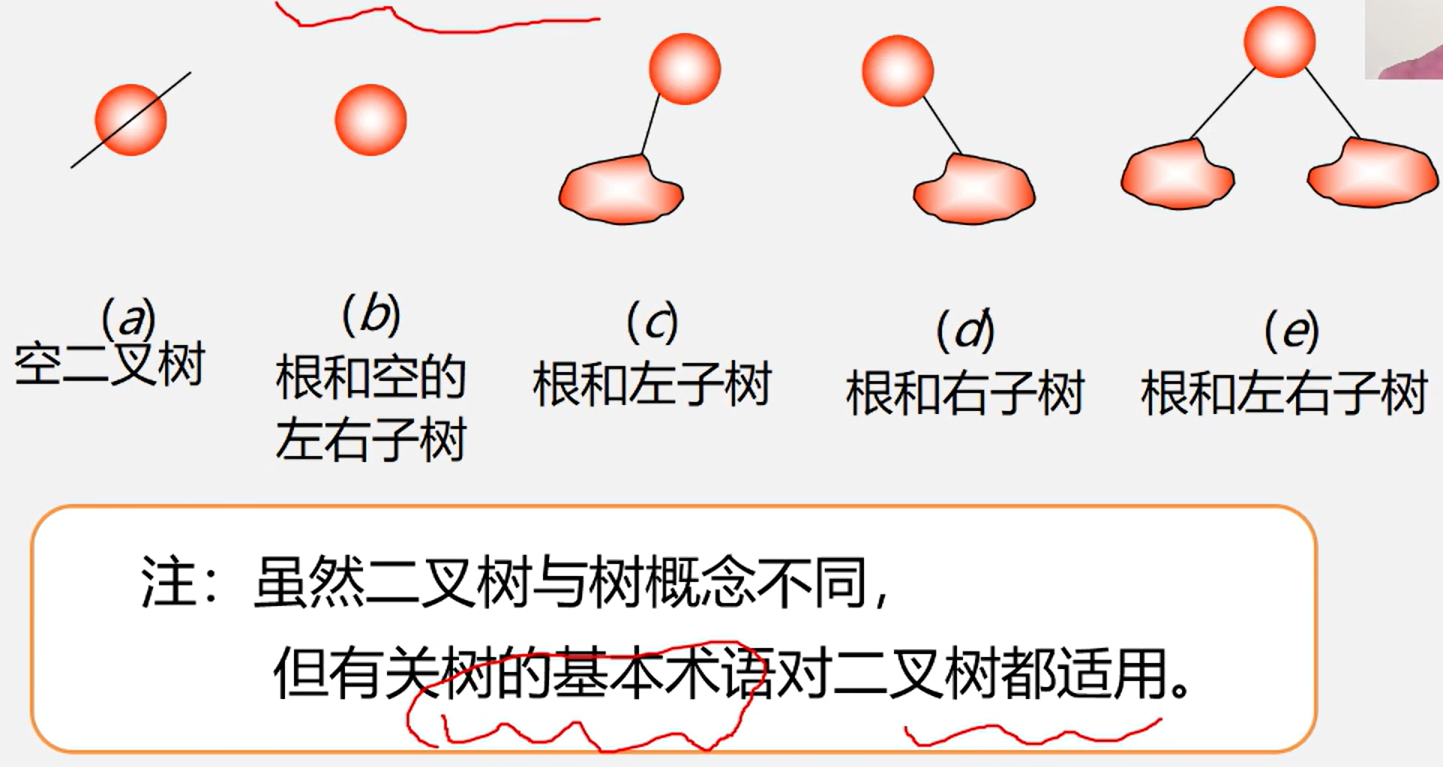 (a)
空二叉树
(b)
根和空的
左右子树
(c)
根和左子树
(d)
根和右子树
(e)
根和左右子树
注：虽然二叉树与树概念不同，
但有关树的基本术语对二叉树都适用。